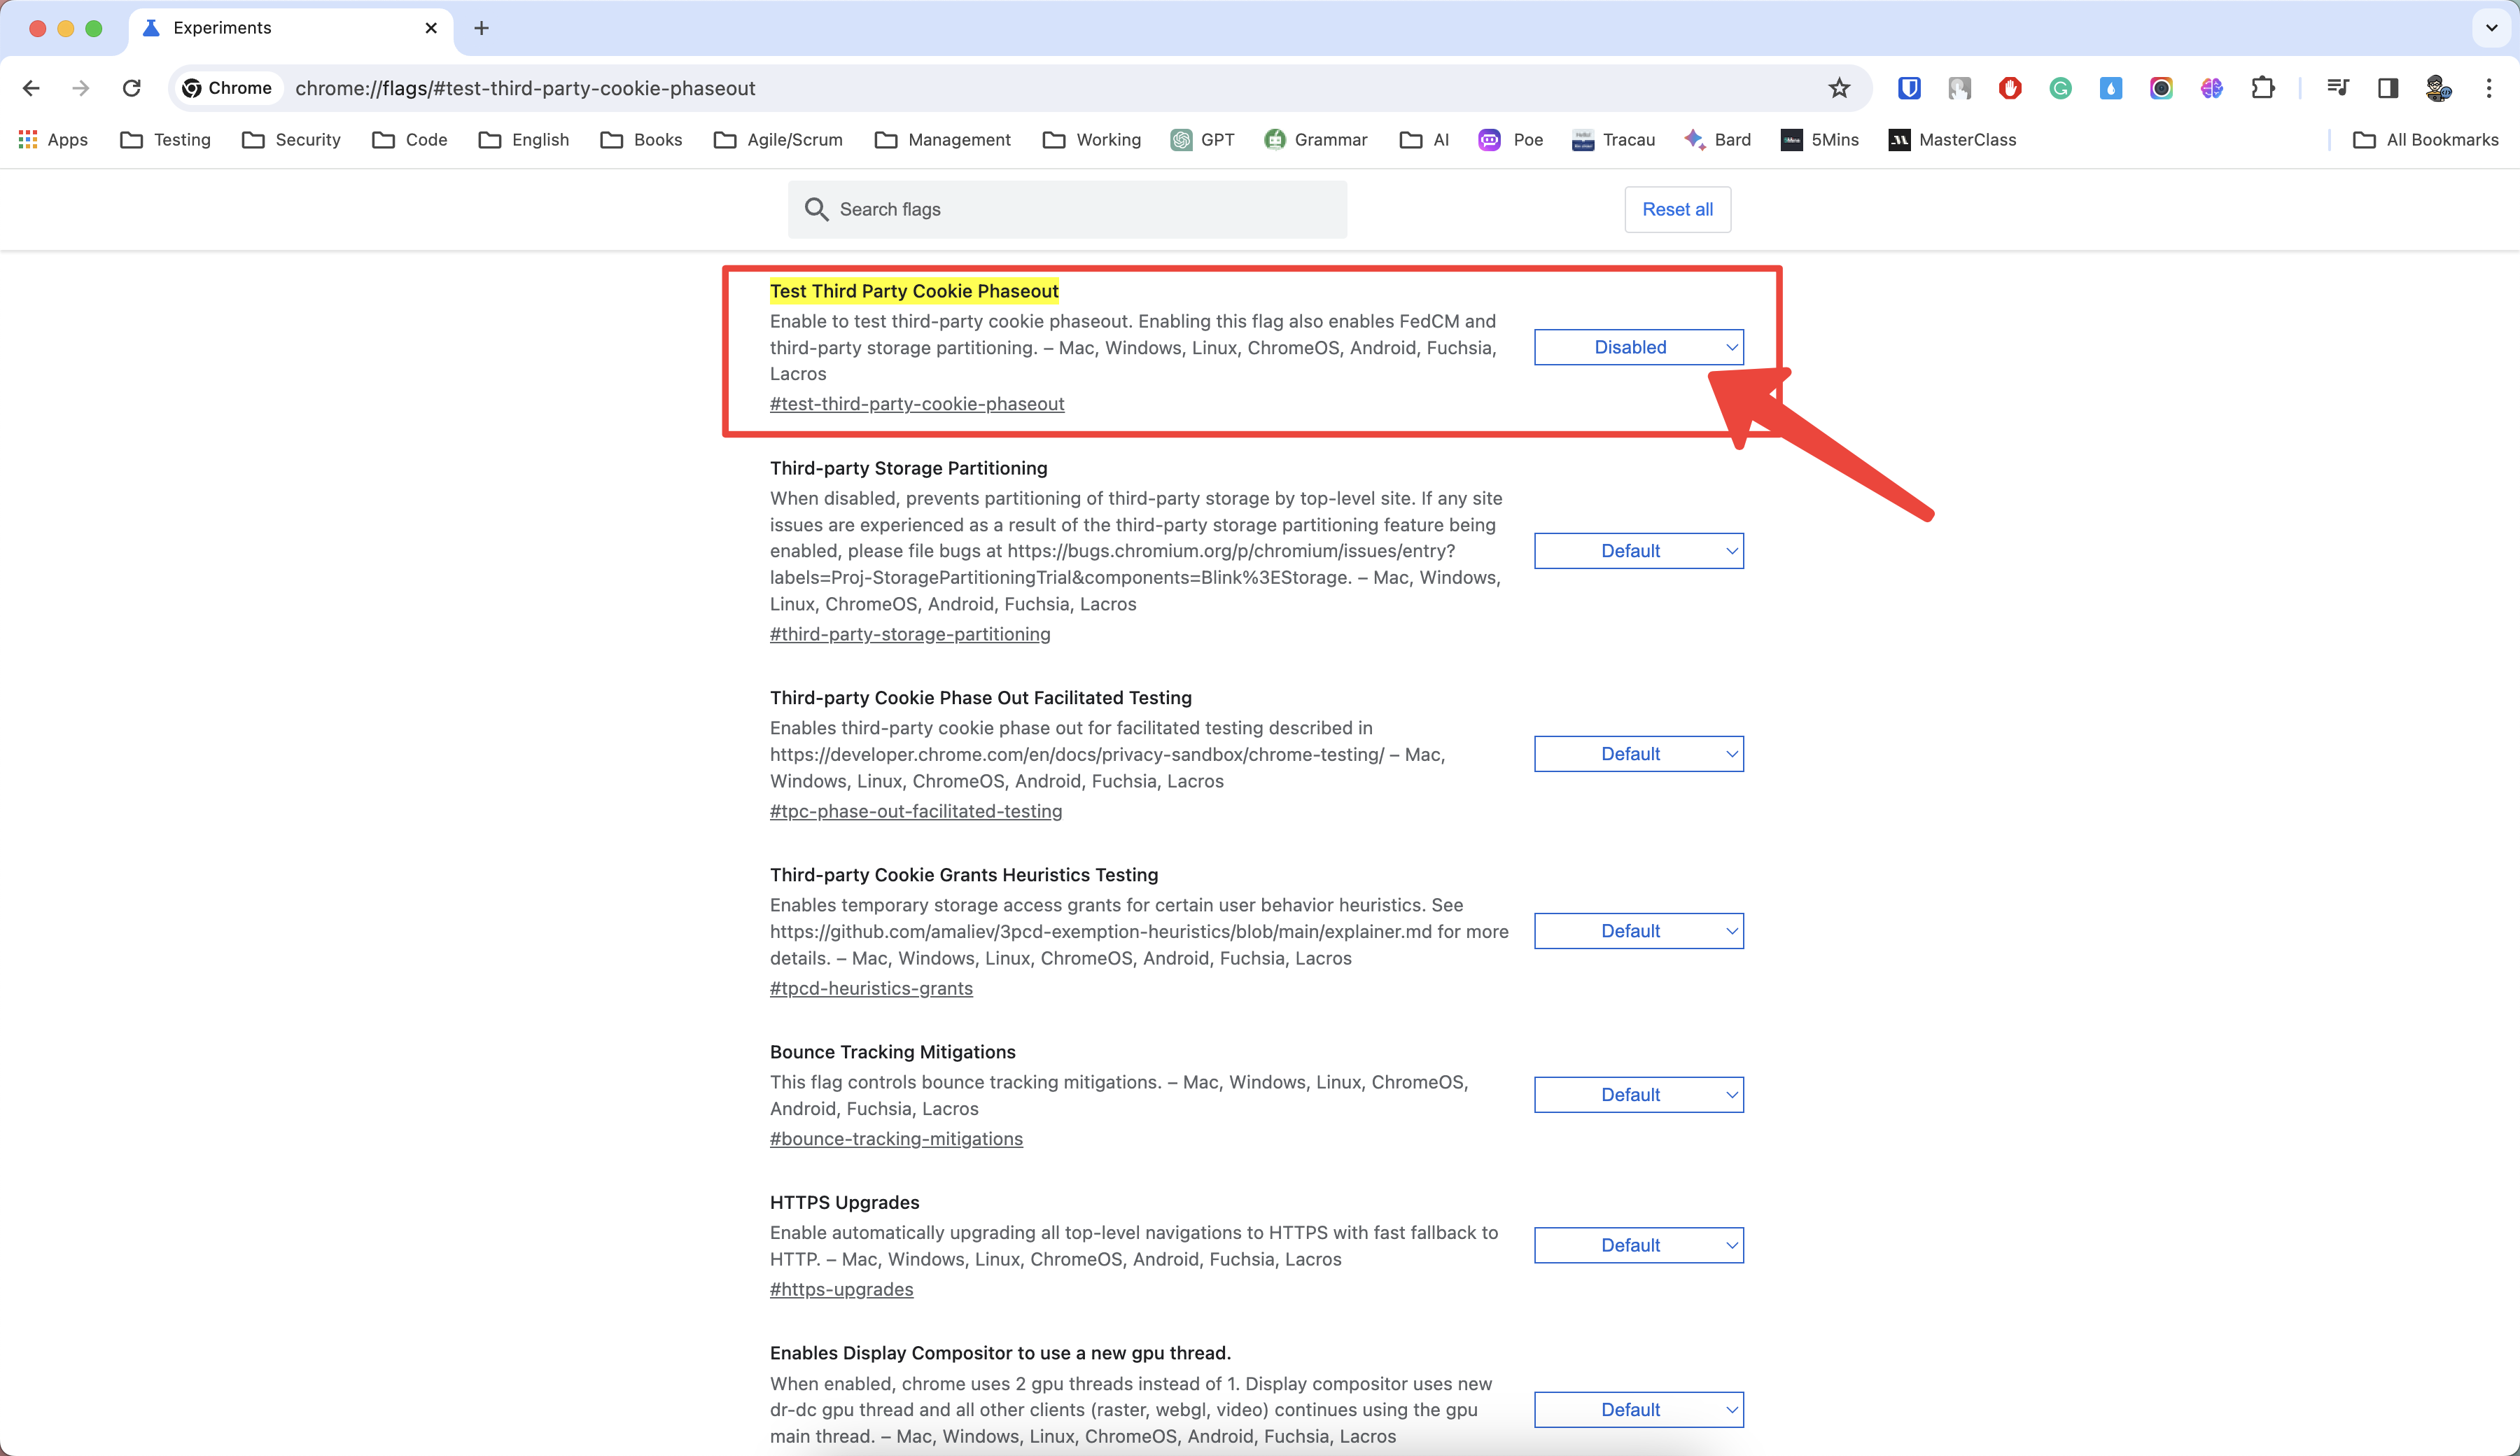 Experiments
Chrome chrome://flags/#test-third-party-cookie-phaseout
Apps Testing Security Code English Books Agile/Scrum Management Working GPT Grammar AI Poe Tracau Bard 5Mins MasterClass All Bookmarks
Search flags Reset all
Test Third Party Cookie Phaseout
Enable to test third-party cookie phaseout. Enabling this flag also enables FedCM and
third-party storage partitioning. – Mac, Windows, Linux, ChromeOS, Android, Fuchsia,
Lacros
#test-third-party-cookie-phaseout
Disabled
Third-party Storage Partitioning
When disabled, prevents partitioning of third-party storage by top-level site. If any site
issues are experienced as a result of the third-party storage partitioning feature being
enabled, please file bugs at https://bugs.chromium.org/p/chromium/issues/entry?
labels=Proj-StoragePartitioningTrial&components=Blink%3EStorage. – Mac, Windows,
Linux, ChromeOS, Android, Fuchsia, Lacros
#third-party-storage-partitioning
Default
Third-party Cookie Phase Out Facilitated Testing
Enables third-party cookie phase out for facilitated testing described in
https://developer.chrome.com/en/docs/privacy-sandbox/chrome-testing/ – Mac,
Windows, Linux, ChromeOS, Android, Fuchsia, Lacros
#tpc-phase-out-facilitated-testing
Default
Third-party Cookie Grants Heuristics Testing
Enables temporary storage access grants for certain user behavior heuristics. See
https://github.com/amaliev/3pcd-exemption-heuristics/blob/main/explainer.md for more
details. – Mac, Windows, Linux, ChromeOS, Android, Fuchsia, Lacros
#tpcd-heuristics-grants
Default
Bounce Tracking Mitigations
This flag controls bounce tracking mitigations. – Mac, Windows, Linux, ChromeOS,
Android, Fuchsia, Lacros
#bounce-tracking-mitigations
Default
HTTPS Upgrades
Enable automatically upgrading all top-level navigations to HTTPS with fast fallback to
HTTP. – Mac, Windows, Linux, ChromeOS, Android, Fuchsia, Lacros
#https-upgrades
Default
Enables Display Compositor to use a new gpu thread.
When enabled, chrome uses 2 gpu threads instead of 1. Display compositor uses new
dr-dc gpu thread and all other clients (raster, webgl, video) continues using the gpu
main thread. – Mac, Windows, Linux, ChromeOS, Android, Fuchsia, Lacros
Default